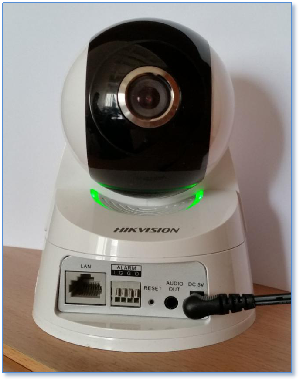 HIKVISION
LAN
ALARM
RESET
AUDIO
OUT
DC 5V